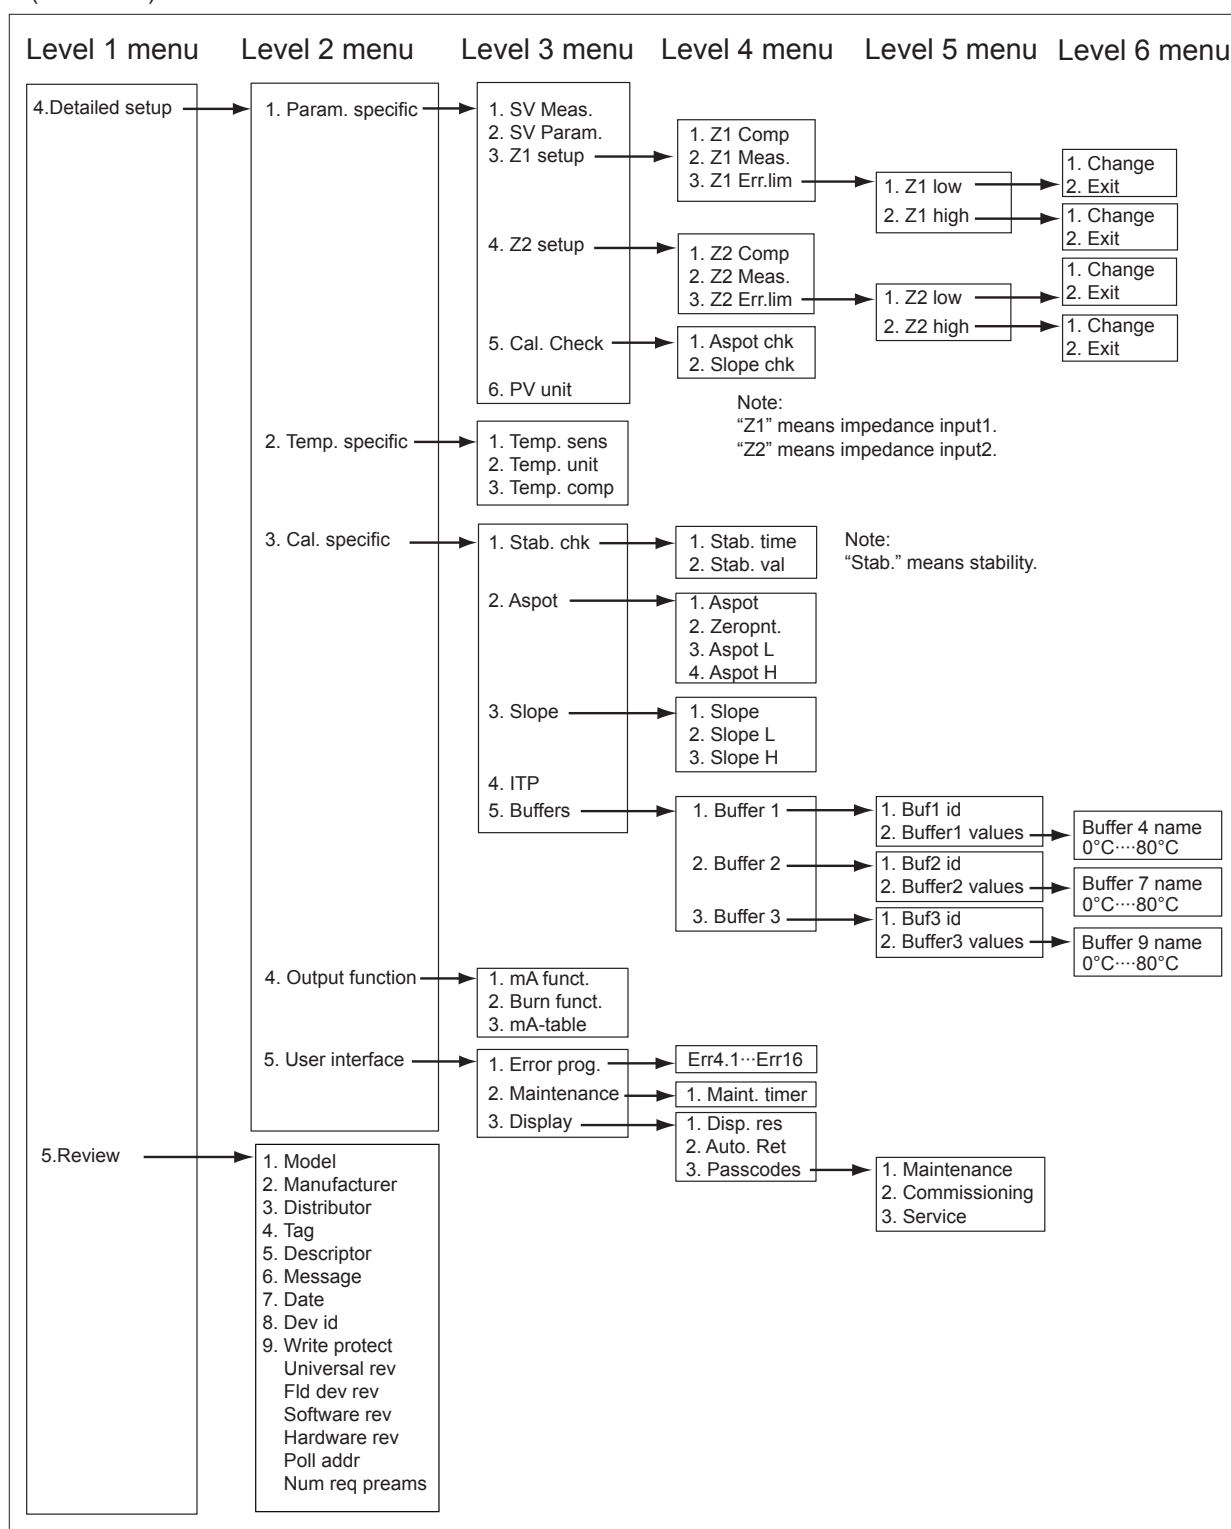 Level 1 menu
Level 2 menu
Level 3 menu
Level 4 menu
Level 5 menu
Level 6 menu
4.Detailed setup
1. Param. specific
1. SV Meas.
2. SV Param.
3. Z1 setup
1. Z1 Comp
2. Z1 Meas.
3. Z1 Err.lim
1. Z1 low
2. Z1 high
1. Change
2. Exit
1. Change
2. Exit
4. Z2 setup
1. Z2 Comp
2. Z2 Meas.
3. Z2 Err.lim
1. Z2 low
2. Z2 high
1. Change
2. Exit
1. Change
2. Exit
5. Cal. Check
1. Aspot chk
2. Slope chk
6. PV unit
Note:
“Z1” means impedance input1.
“Z2” means impedance input2.
2. Temp. specific
1. Temp. sens
2. Temp. unit
3. Temp. comp
3. Cal. specific
1. Stab. chk
1. Stab. time
2. Stab. val
Note:
“Stab.” means stability.
2. Aspot
1. Aspot
2. Zeropnt.
3. Aspot L
4. Aspot H
3. Slope
1. Slope
2. Slope L
3. Slope H
4. ITP
5. Buffers
1. Buffer 1
1. Buf1 id
2. Buffer1 values
Buffer 4 name
0°C····80°C
2. Buffer 2
1. Buf2 id
2. Buffer2 values
Buffer 7 name
0°C····80°C
3. Buffer 3
1. Buf3 id
2. Buffer3 values
Buffer 9 name
0°C····80°C
4. Output function
1. mA funct.
2. Burn funct.
3. mA-table
5. User interface
1. Error prog.
Err4.1···Err16
2. Maintenance
1. Maint. timer
3. Display
1. Disp. res
2. Auto. Ret
3. Passcodes
1. Maintenance
2. Commissioning
3. Service
5.Review
1. Model
2. Manufacturer
3. Distributor
4. Tag
5. Descriptor
6. Message
7. Date
8. Dev id
9. Write protect
Universal rev
Fld dev rev
Software rev
Hardware rev
Poll addr
Num req preams